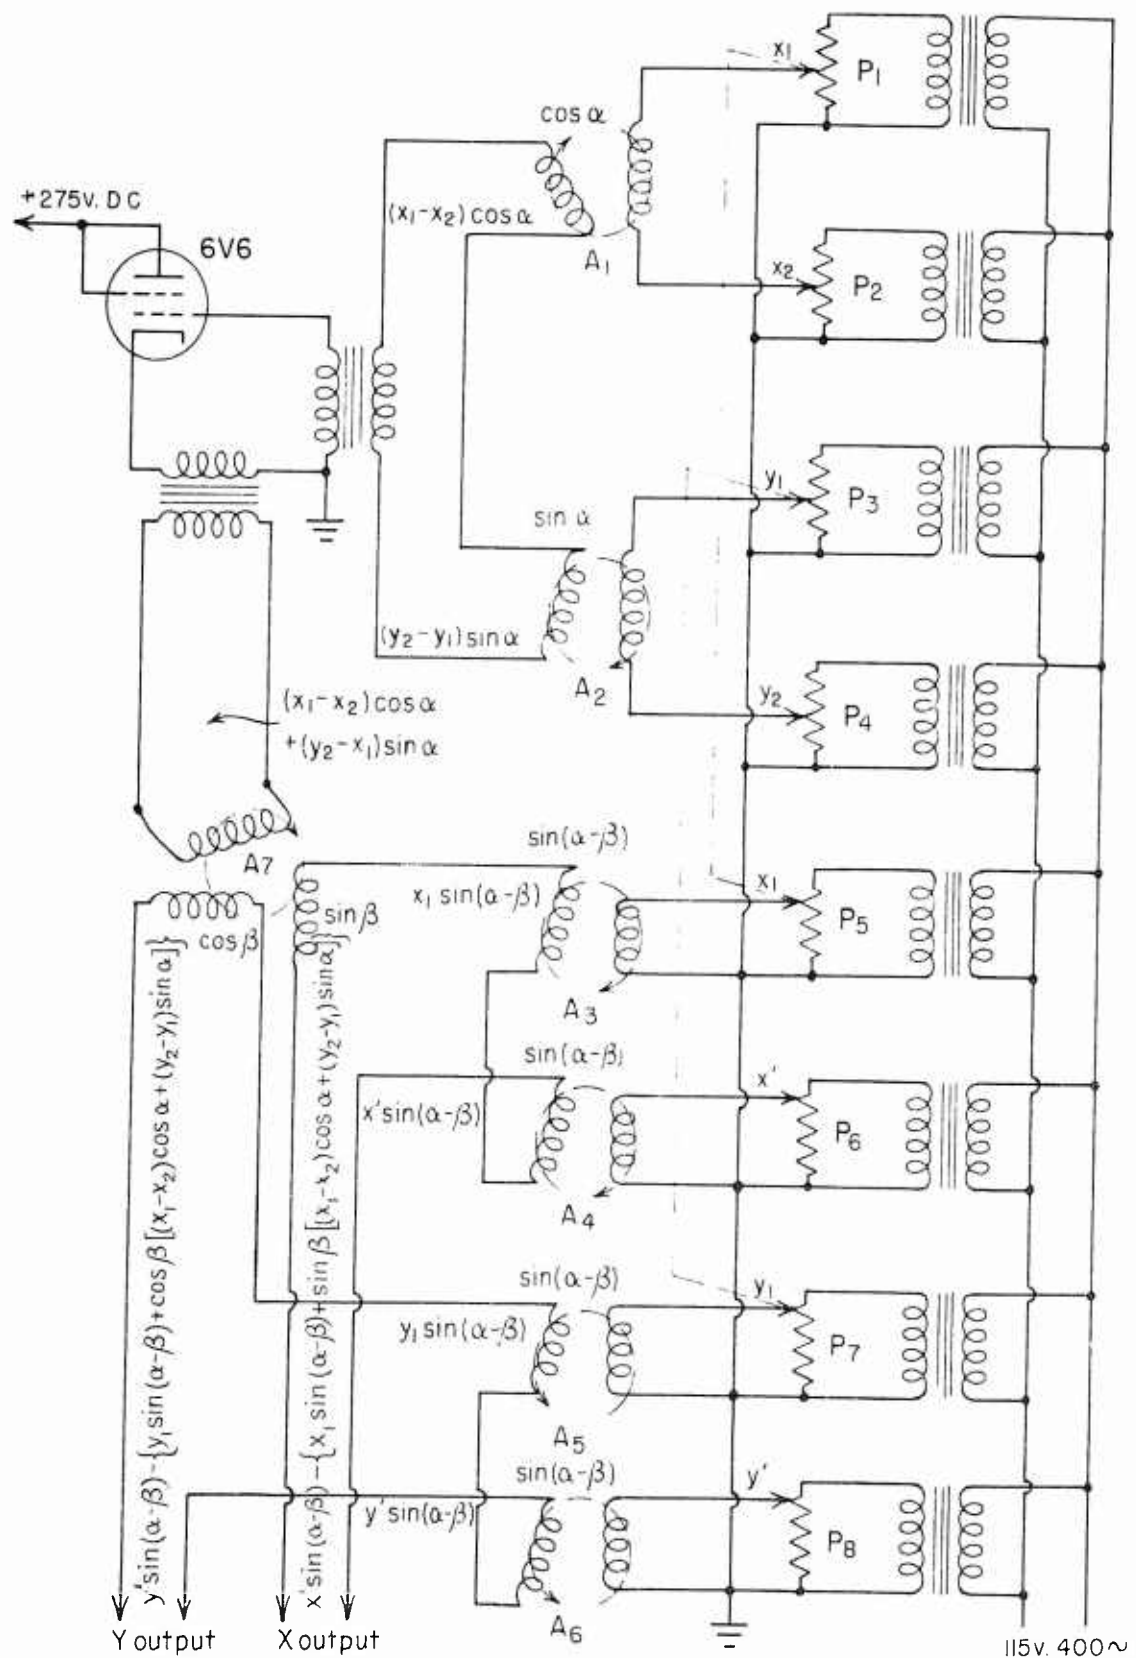 x₁
P₁
cos α
+275v. DC
6V6
(x₁-x₂)cos α
A₁
x₂
P₂
y₁
P₃
sin α
(y₂-y₁)sin α
A₂
y₂
P₄
(x₁-x₂)cos α
+(y₂-x₁)sin α
A₇
sin(α-β)
x₁ sin(α-β)
x₁
P₅
cos β
sin β
A₃
sin(α-β)
x'
x' sin(α-β)
P₆
A₄
sin(α-β)
y₁
y₁ sin(α-β)
P₇
A₅
sin(α-β)
y'
y' sin(α-β)
P₈
A₆
y' sin(α-β)-{y₁ sin(α-β)+cos β[(x₁-x₂)cos α+(y₂-y₁)sin α]}
x' sin(α-β)-{x₁ sin(α-β)+sin β[(x₁-x₂)cos α+(y₂-y₁)sin α]}
Y output
X output
115v. 400~